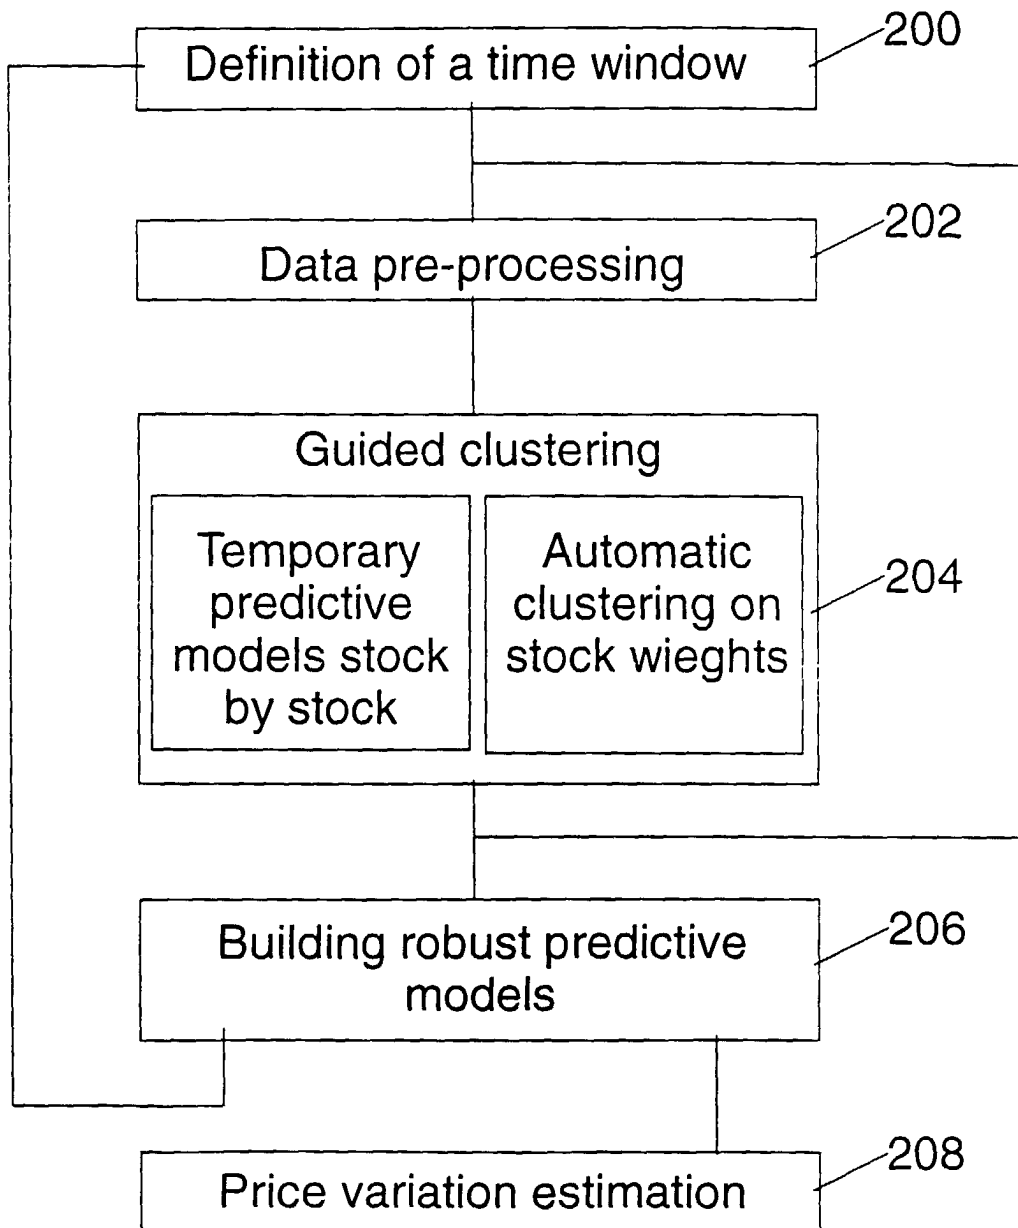 200
Definition of a time window
202
Data pre-processing
Guided clustering
Temporary
predictive
models stock
by stock
Automatic
clustering on
stock wieghts
204
Building robust predictive
models
206
208
Price variation estimation